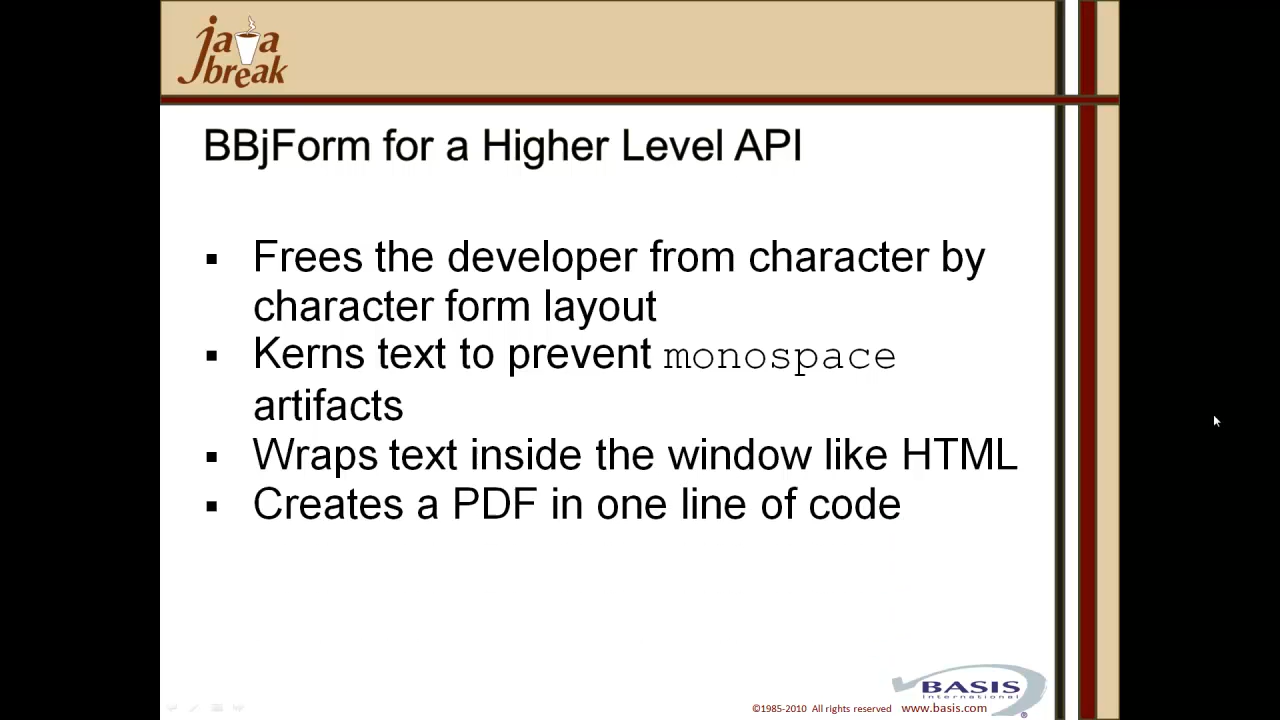 java
break
BBjForm for a Higher Level API
▪ Frees the developer from character by
character form layout
▪ Kerns text to prevent monospace
artifacts
▪ Wraps text inside the window like HTML
▪ Creates a PDF in one line of code
BASIS
International
®
©1985-2010 All rights reserved www.basis.com